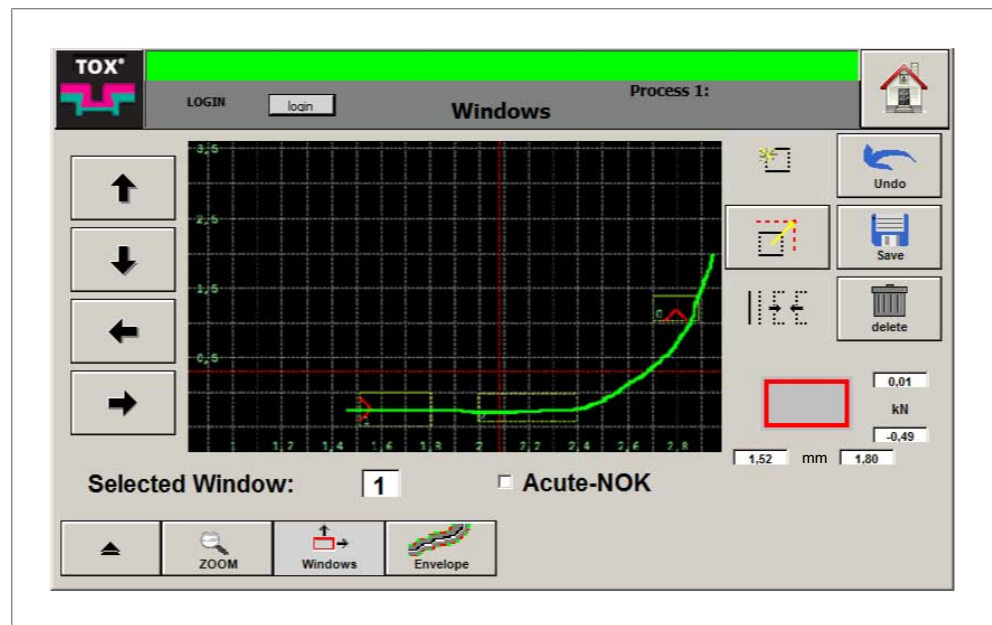 TOX®
LOGIN
login
Windows
Process 1:
3,5
2,5
1,5
0,5
1
1,2
1,4
1,6
1,8
2
2,2
2,4
2,6
2,8
0
Undo
Save
delete
0,01
kN
-0,49
1,52 mm 1,80
Selected Window: 1
Acute-NOK
ZOOM
Windows
Envelope